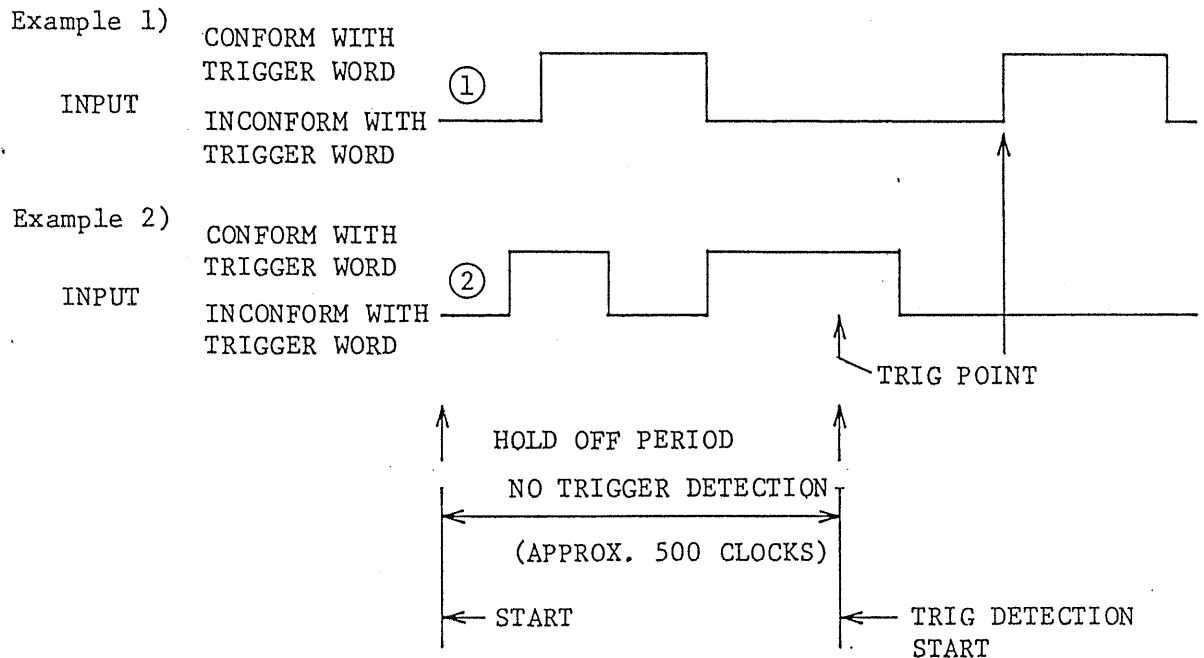 Example 1)
CONFORM WITH
TRIGGER WORD
①
INPUT
INCONFORM WITH
TRIGGER WORD
Example 2)
CONFORM WITH
TRIGGER WORD
②
INPUT
INCONFORM WITH
TRIGGER WORD
TRIG POINT
HOLD OFF PERIOD
NO TRIGGER DETECTION
(APPROX. 500 CLOCKS)
START
TRIG DETECTION
START